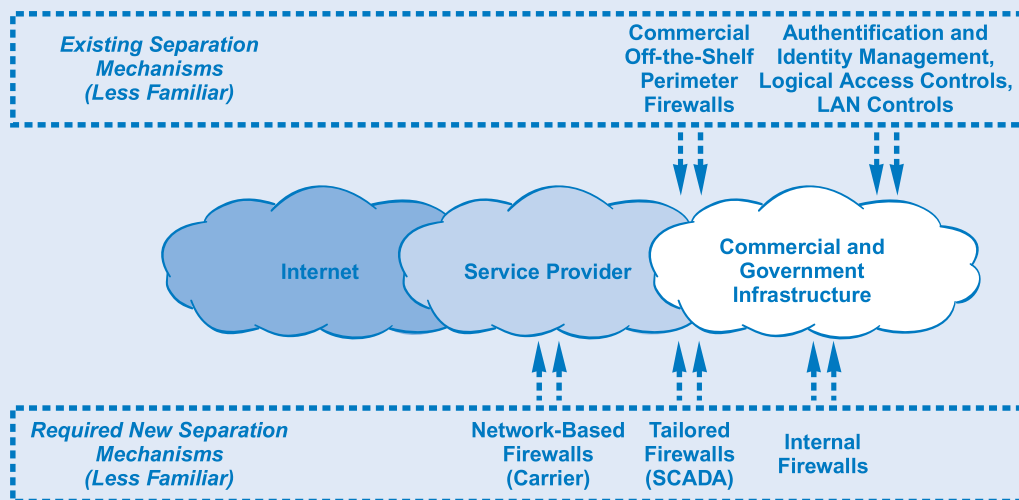 Existing Separation
Mechanisms
(Less Familiar)
Commercial
Off-the-Shelf
Perimeter
Firewalls
Authentification and
Identity Management,
Logical Access Controls,
LAN Controls
Internet
Service Provider
Commercial and
Government
Infrastructure
Required New Separation
Mechanisms
(Less Familiar)
Network-Based
Firewalls
(Carrier)
Tailored
Firewalls
(SCADA)
Internal
Firewalls